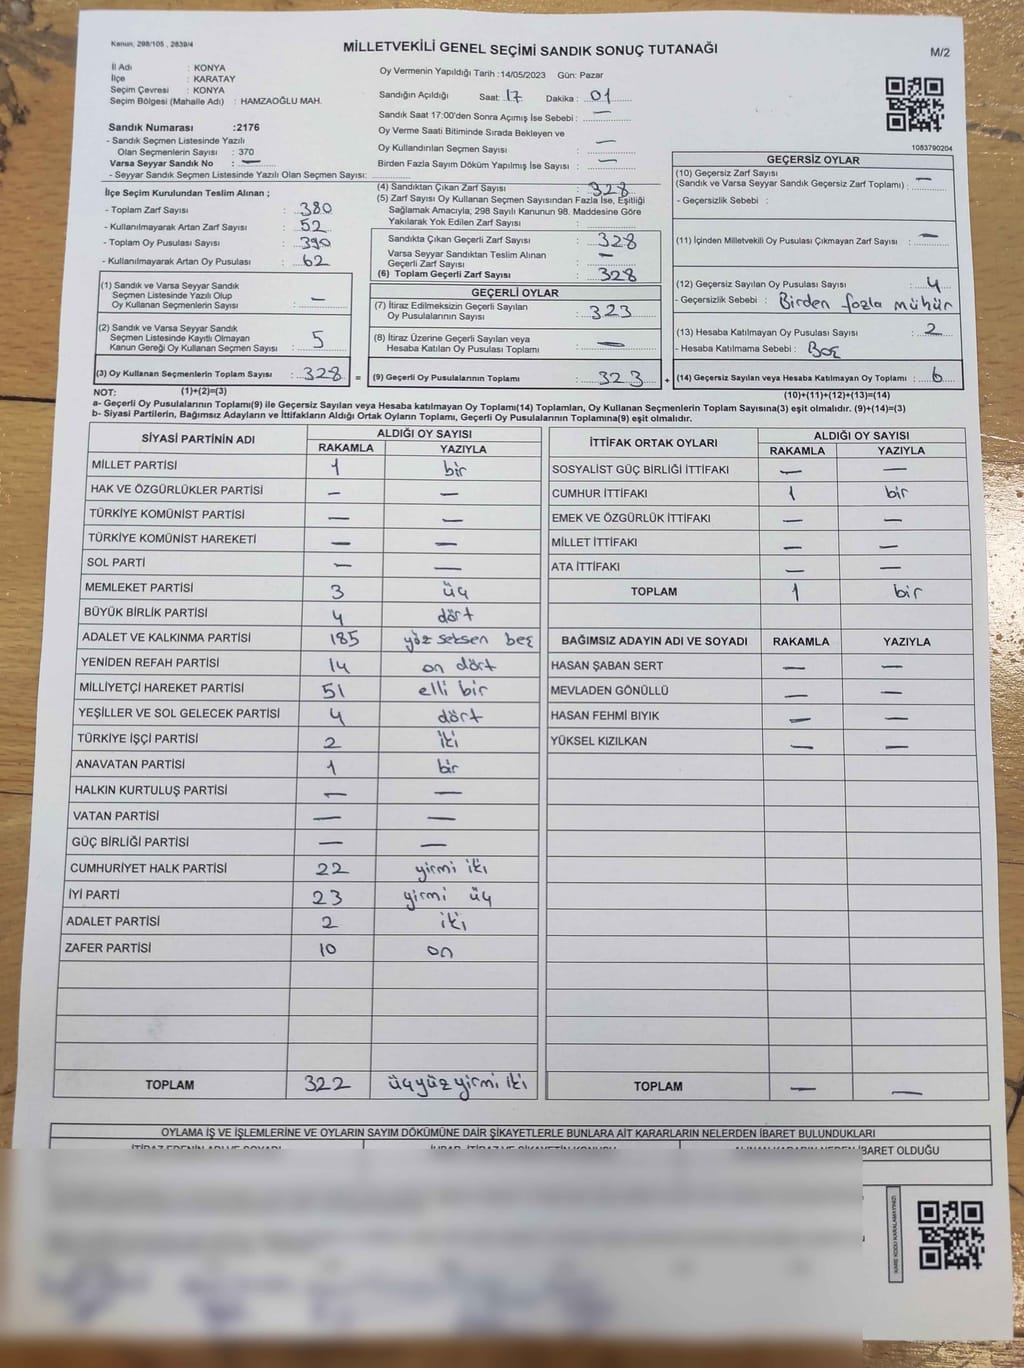 Kanun, 298/105 , 2839/4
MİLLETVEKİLİ GENEL SEÇİMİ SANDIK SONUÇ TUTANAĞI
M/2
İl Adı : KONYA
İlçe : KARATAY
Seçim Çevresi : KONYA
Seçim Bölgesi (Mahalle Adı) : HAMZAOĞLU MAH.
Sandık Numarası :2176
- Sandık Seçmen Listesinde Yazılı
Olan Seçmenlerin Sayısı : 370
Varsa Seyyar Sandık No : —
- Seyyar Sandık Seçmen Listesinde Yazılı Olan Seçmen Sayısı:
Oy Vermenin Yapıldığı Tarih :14/05/2023 Gün: Pazar
Sandığın Açıldığı Saat: 17 Dakika : 01
Sandık Saat 17:00'den Sonra Açımış İse Sebebi : —
Oy Verme Saati Bitiminde Sırada Bekleyen ve
Oy Kullandırılan Seçmen Sayısı : —
Birden Fazla Sayım Döküm Yapılmış İse Sayısı : —
1083790204
İlçe Seçim Kurulundan Teslim Alınan ;
- Toplam Zarf Sayısı : 380
- Kullanılmayarak Artan Zarf Sayısı : 52
- Toplam Oy Pusulası Sayısı : 390
- Kullanılmayarak Artan Oy Pusulası : 62
(1) Sandık ve Varsa Seyyar Sandık
Seçmen Listesinde Yazılı Olup
Oy Kullanan Seçmenlerin Sayısı : —
(2) Sandık ve Varsa Seyyar Sandık
Seçmen Listesinde Kayıtlı Olmayan
Kanun Gereği Oy Kullanan Seçmen Sayısı : 5
(3) Oy Kullanan Seçmenlerin Toplam Sayısı : 328
(4) Sandıktan Çıkan Zarf Sayısı : 328
(5) Zarf Sayısı Oy Kullanan Seçmen Sayısından Fazla İse, Eşitliği
Sağlamak Amacıyla; 298 Sayılı Kanunun 98. Maddesine Göre
Yakılarak Yok Edilen Zarf Sayısı :
Sandıkta Çıkan Geçerli Zarf Sayısı : 328
Varsa Seyyar Sandıktan Teslim Alınan
Geçerli Zarf Sayısı : —
(6) Toplam Geçerli Zarf Sayısı : 328
GEÇERLİ OYLAR
(7) İtiraz Edilmeksizin Geçerli Sayılan
Oy Pusulalarının Sayısı : 323
(8) İtiraz Üzerine Geçerli Sayılan veya
Hesaba Katılan Oy Pusulası Toplamı : —
= (9) Geçerli Oy Pusulalarının Toplamı : 323 +
GEÇERSİZ OYLAR
(10) Geçersiz Zarf Sayısı
(Sandık ve Varsa Seyyar Sandık Geçersiz Zarf Toplamı) : —
- Geçersizlik Sebebi :
(11) İçinden Milletvekili Oy Pusulası Çıkmayan Zarf Sayısı : —
(12) Geçersiz Sayılan Oy Pusulası Sayısı : 4
- Geçersizlik Sebebi : Birden fazla mühür
(13) Hesaba Katılmayan Oy Pusulası Sayısı : 2
- Hesaba Katılmama Sebebi : Boş
(14) Geçersiz Sayılan veya Hesaba Katılmayan Oy Toplamı : 6
NOT: (1)+(2)=(3)
(10)+(11)+(12)+(13)=(14)
a- Geçerli Oy Pusulalarının Toplamı(9) ile Geçersiz Sayılan veya Hesaba katılmayan Oy Toplamı(14) Toplamları, Oy Kullanan Seçmenlerin Toplam Sayısına(3) eşit olmalıdır. (9)+(14)=(3)
b- Siyasi Partilerin, Bağımsız Adayların ve İttifakların Aldığı Ortak Oyların Toplamı, Geçerli Oy Pusulalarının Toplamına(9) eşit olmalıdır.
SİYASİ PARTİNİN ADI ALDIĞI OY SAYISI
RAKAMLA YAZIYLA
MİLLET PARTİSİ 1 bir
HAK VE ÖZGÜRLÜKLER PARTİSİ — —
TÜRKİYE KOMÜNİST PARTİSİ — —
TÜRKİYE KOMÜNİST HAREKETİ — —
SOL PARTİ — —
MEMLEKET PARTİSİ 3 üç
BÜYÜK BİRLİK PARTİSİ 4 dört
ADALET VE KALKINMA PARTİSİ 185 yöz seksen beş
YENİDEN REFAH PARTİSİ 14 on dört
MİLLİYETÇİ HAREKET PARTİSİ 51 elli bir
YEŞİLLER VE SOL GELECEK PARTİSİ 4 dört
TÜRKİYE İŞÇİ PARTİSİ 2 iki
ANAVATAN PARTİSİ 1 bir
HALKIN KURTULUŞ PARTİSİ — —
VATAN PARTİSİ — —
GÜÇ BİRLİĞİ PARTİSİ — —
CUMHURİYET HALK PARTİSİ 22 yirmi iki
İYİ PARTİ 23 yirmi üç
ADALET PARTİSİ 2 iki
ZAFER PARTİSİ 10 on
TOPLAM 322 üçyüz yirmi iki
İTTİFAK ORTAK OYLARI ALDIĞI OY SAYISI
RAKAMLA YAZIYLA
SOSYALİST GÜÇ BİRLİĞİ İTTİFAKI — —
CUMHUR İTTİFAKI 1 bir
EMEK VE ÖZGÜRLÜK İTTİFAKI — —
MİLLET İTTİFAKI — —
ATA İTTİFAKI — —
TOPLAM 1 bir
BAĞIMSIZ ADAYIN ADI VE SOYADI RAKAMLA YAZIYLA
HASAN ŞABAN SERT — —
MEVLADEN GÖNÜLLÜ — —
HASAN FEHMİ BIYIK — —
YÜKSEL KIZILKAN — —
TOPLAM — —
OYLAMA İŞ VE İŞLEMLERİNE VE OYLARIN SAYIM DÖKÜMÜNE DAİR ŞİKAYETLERLE BUNLARA AİT KARARLARIN NELERDEN İBARET BULUNDUKLARI
İBARET OLDUĞU
KARE KODU KARALAMAYINIZ!